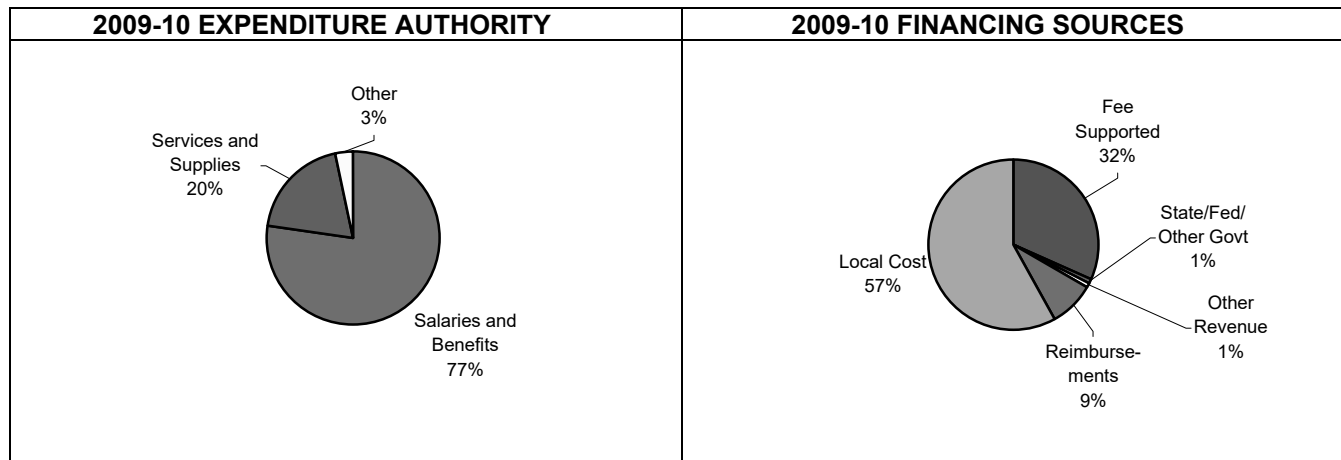 2009-10 EXPENDITURE AUTHORITY
Other
3%
Services and
Supplies
20%
Salaries and
Benefits
77%
2009-10 FINANCING SOURCES
Fee
Supported
32%
State/Fed/
Other Govt
1%
Local Cost
57%
Other
Revenue
1%
Reimburse-
ments
9%